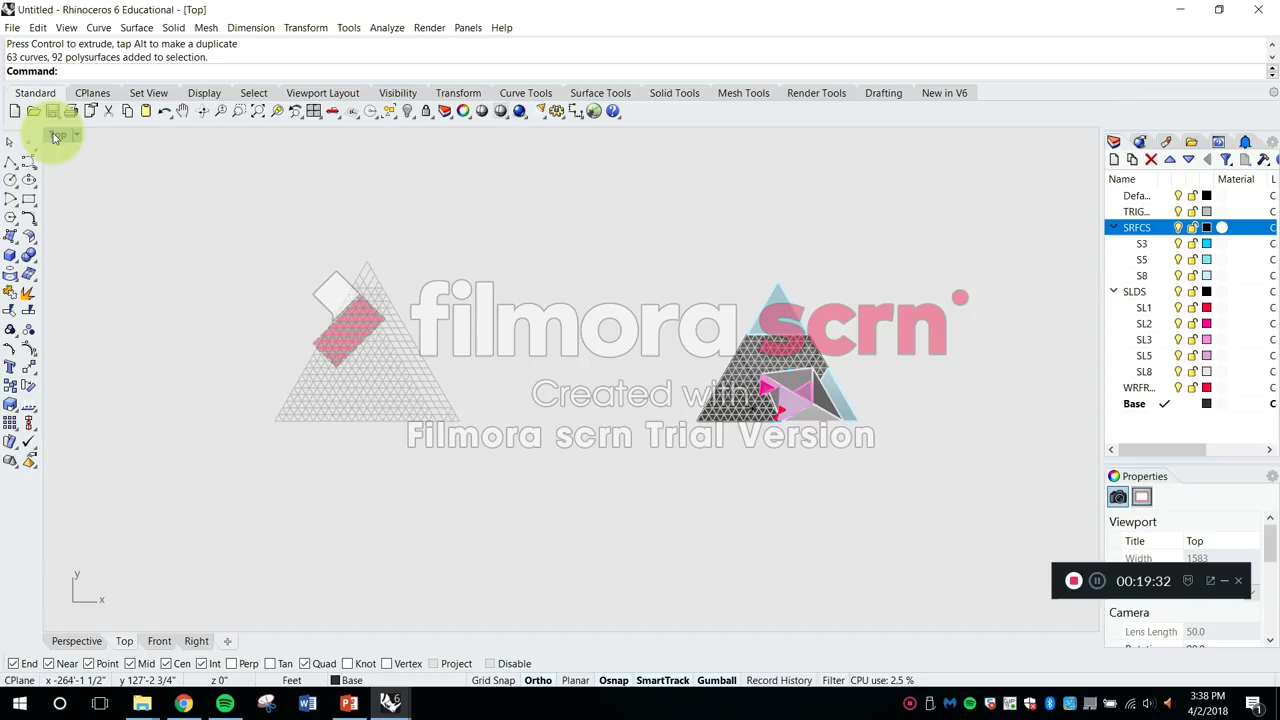 Untitled - Rhinoceros 6 Educational - [Top]
File Edit View Curve Surface Solid Mesh Dimension Transform Tools Analyze Render Panels Help
Press Control to extrude, tap Alt to make a duplicate
63 curves, 92 polysurfaces added to selection.
Command:
Standard CPlanes Set View Display Select Viewport Layout Visibility Transform Curve Tools Surface Tools Solid Tools Mesh Tools Render Tools Drafting New in V6
Top
Name Material L
Defa... C
TRIG... C
SRFCS C
S3 C
S5 C
S8 C
SLDS C
SL1 C
SL2 C
SL3 C
SL5 C
SL8 C
WRFR... C
Base C
filmora scrn
Created with
Filmora scrn Trial Version
Properties
Viewport
Title Top
Width 1583
00:19:32
Camera
Lens Length 50.0
y
x
Perspective Top Front Right
End Near Point Mid Cen Int Perp Tan Quad Knot Vertex Project Disable
CPlane x -264'-1 1/2" y 127'-2 3/4" z 0" Feet Base Grid Snap Ortho Planar Osnap SmartTrack Gumball Record History Filter CPU use: 2.5 %
3:38 PM
4/2/2018